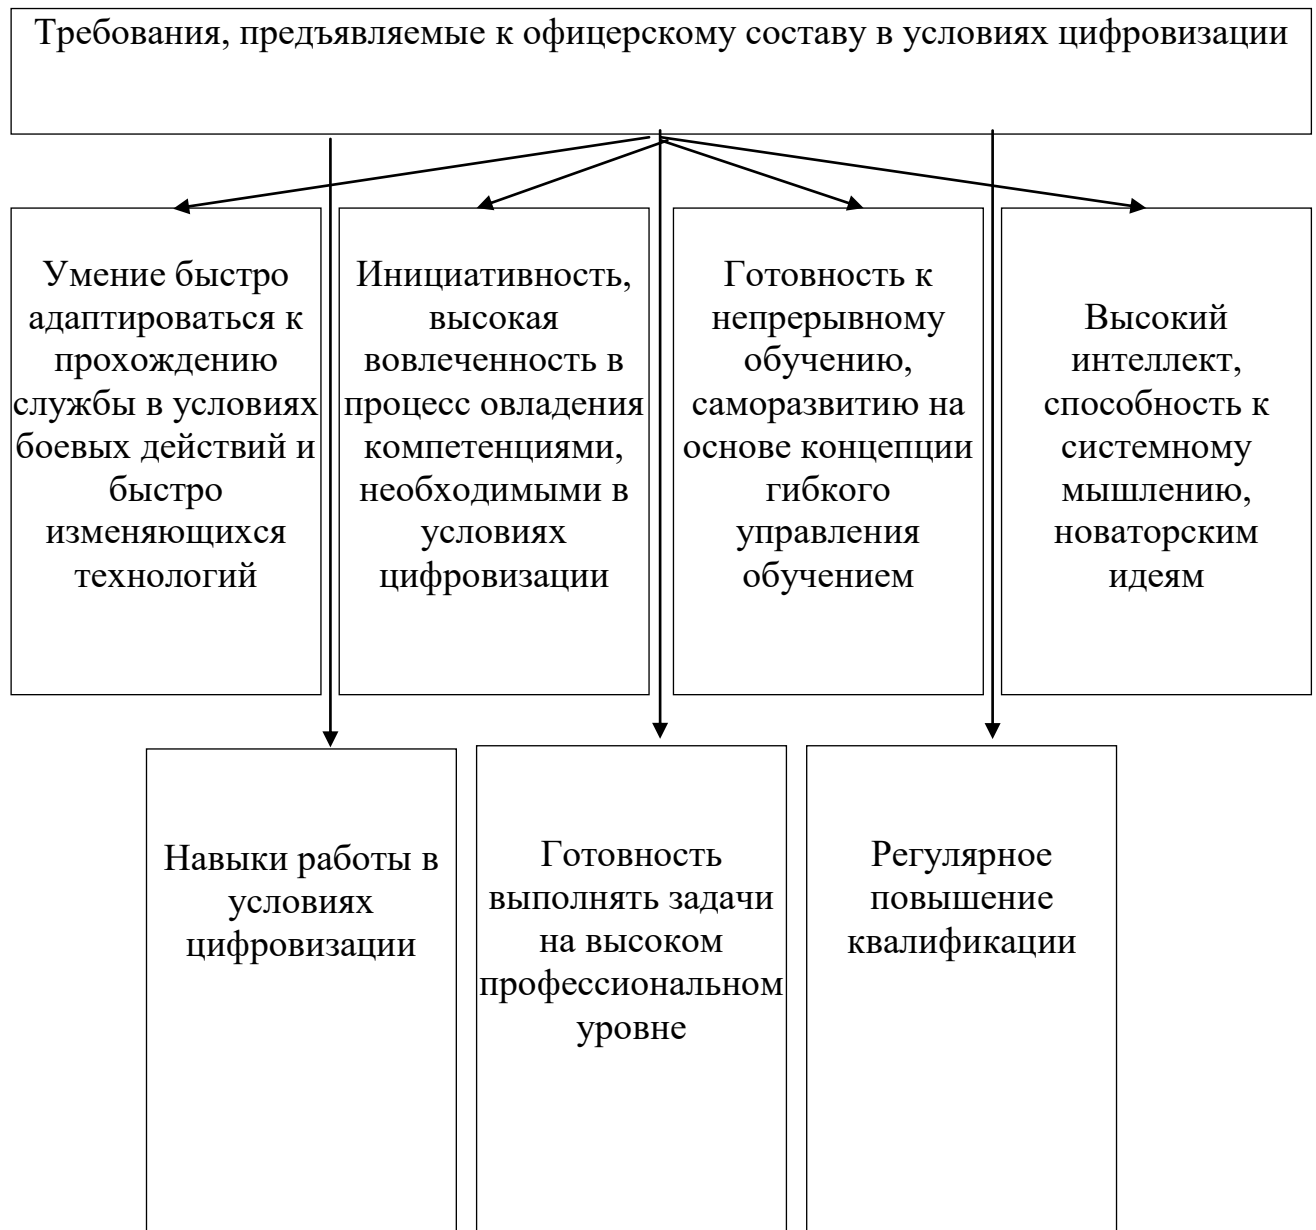 Требования, предъявляемые к офицерскому составу в условиях цифровизации
Умение быстро
адаптироваться к
прохождению
службы в условиях
боевых действий и
быстро
изменяющихся
технологий
Инициативность,
высокая
вовлеченность в
процесс овладения
компетенциями,
необходимыми в
условиях
цифровизации
Готовность к
непрерывному
обучению,
саморазвитию на
основе концепции
гибкого
управления
обучением
Высокий
интеллект,
способность к
системному
мышлению,
новаторским
идеям
Навыки работы в
условиях
цифровизации
Готовность
выполнять задачи
на высоком
профессиональном
уровне
Регулярное
повышение
квалификации